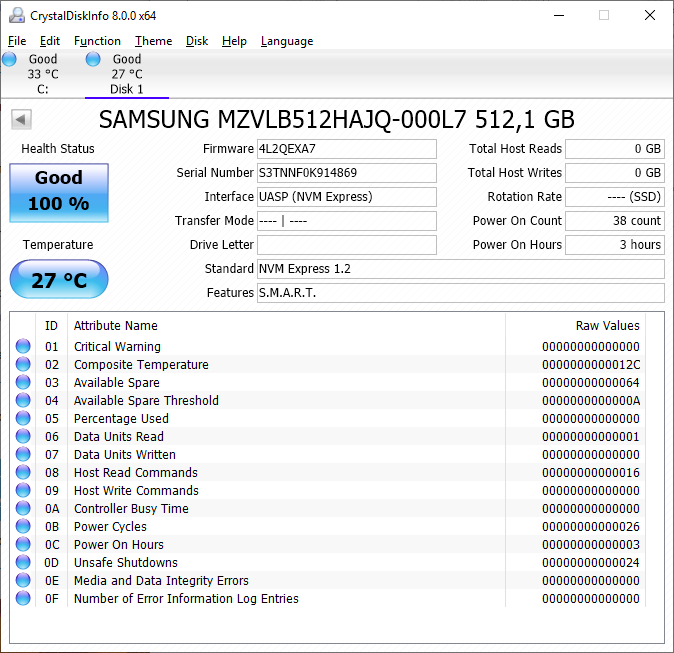 CrystalDiskInfo 8.0.0 x64
File Edit Function Theme Disk Help Language
Good Good
33 °C 27 °C
C: Disk 1
SAMSUNG MZVLB512HAJQ-000L7 512,1 GB
Health Status
Good
100 %
Temperature
27 °C
Firmware 4L2QEXA7
Serial Number S3TNNF0K914869
Interface UASP (NVM Express)
Transfer Mode ---- | ----
Drive Letter
Standard NVM Express 1.2
Features S.M.A.R.T.
Total Host Reads 0 GB
Total Host Writes 0 GB
Rotation Rate ---- (SSD)
Power On Count 38 count
Power On Hours 3 hours
ID Attribute Name Raw Values
01 Critical Warning 00000000000000
02 Composite Temperature 0000000000012C
03 Available Spare 00000000000064
04 Available Spare Threshold 0000000000000A
05 Percentage Used 00000000000000
06 Data Units Read 00000000000001
07 Data Units Written 00000000000000
08 Host Read Commands 00000000000016
09 Host Write Commands 00000000000000
0A Controller Busy Time 00000000000000
0B Power Cycles 00000000000026
0C Power On Hours 00000000000003
0D Unsafe Shutdowns 00000000000024
0E Media and Data Integrity Errors 00000000000000
0F Number of Error Information Log Entries 00000000000000